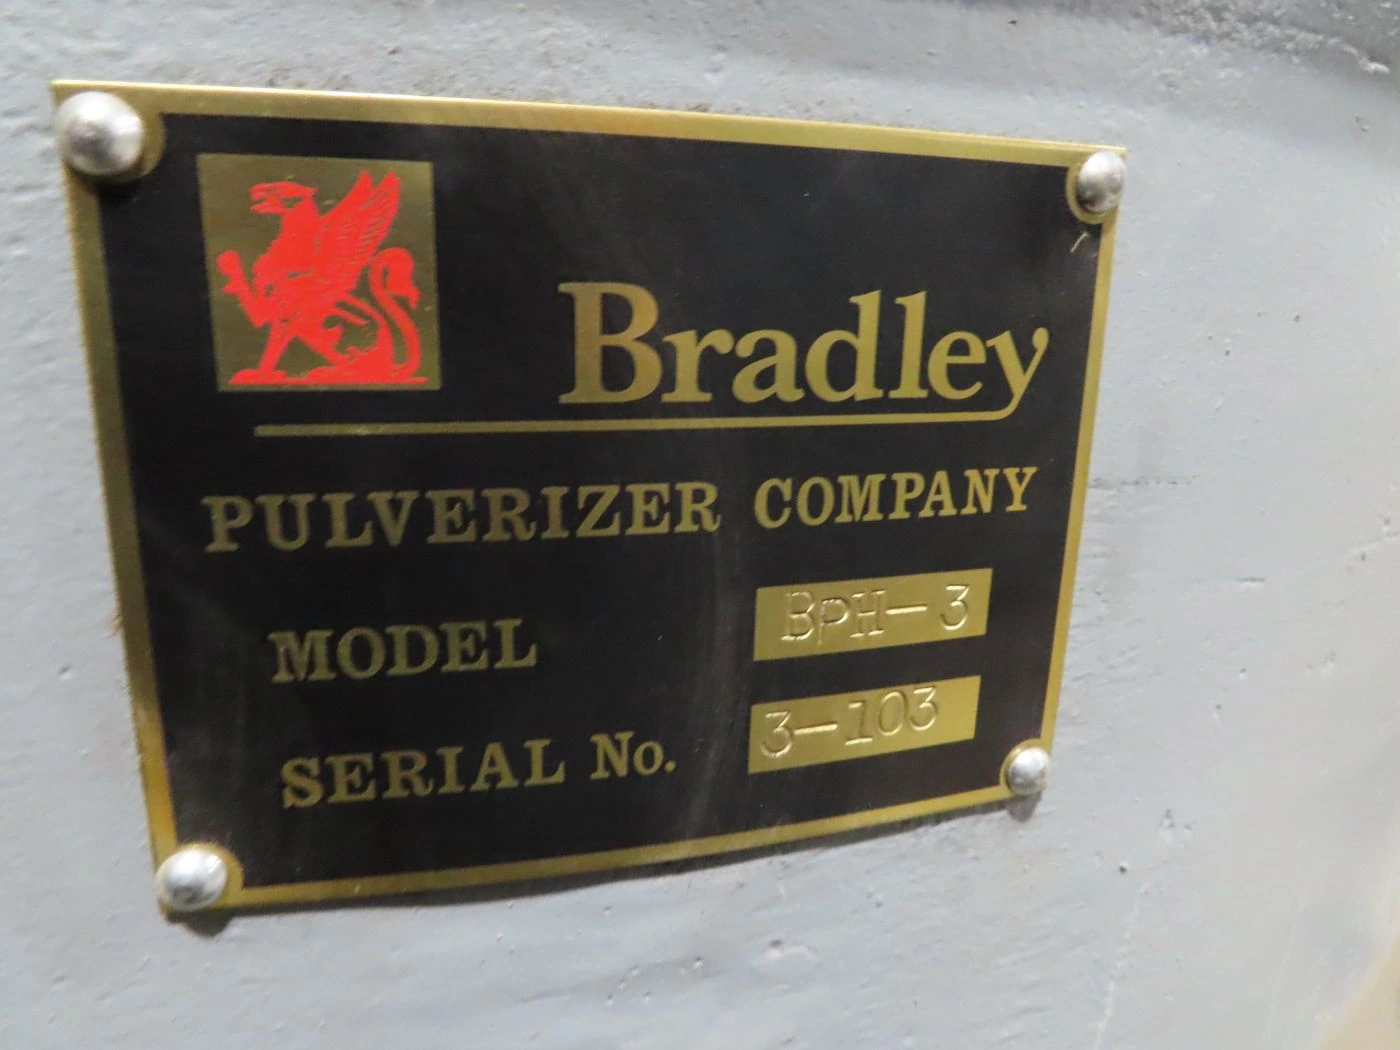 Bradley
PULVERIZER COMPANY
MODEL BPH-3
SERIAL No. 3-103